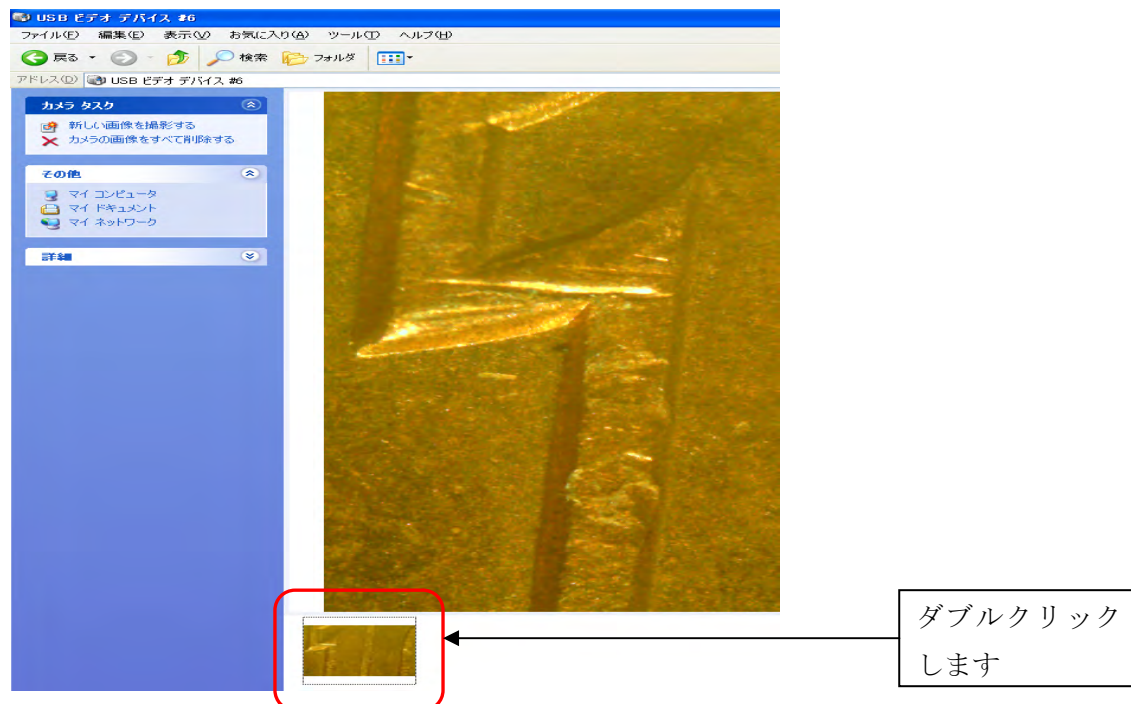 USB ビデオ デバイス #6
ファイル(F) 編集(E) 表示(V) お気に入り(A) ツール(T) ヘルプ(H)
戻る 検索 フォルダ
アドレス(D) USB ビデオ デバイス #6
カメラ タスク
新しい画像を撮影する
カメラの画像をすべて削除する
その他
マイ コンピュータ
マイ ドキュメント
マイ ネットワーク
詳細
ダブルクリック
します